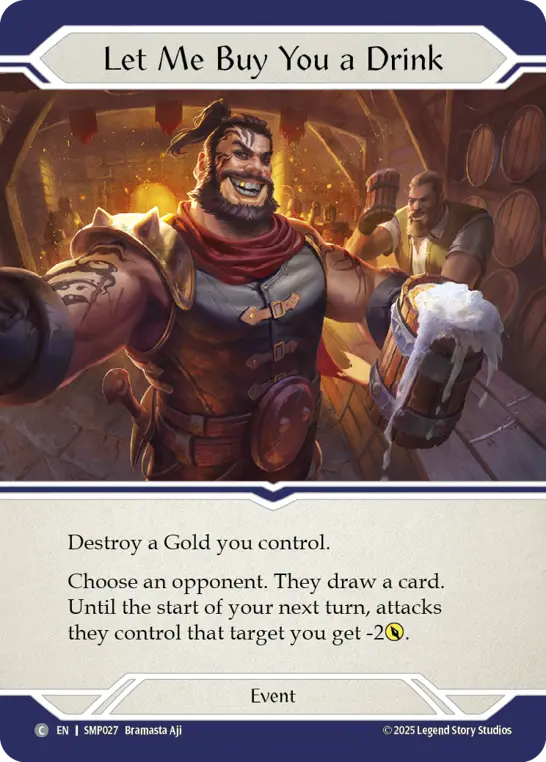 Let Me Buy You a Drink
Destroy a Gold you control.
Choose an opponent. They draw a card.
Until the start of your next turn, attacks
they control that target you get -2.
Event
C EN | SMP027 Bramasta Aji
© 2025 Legend Story Studios